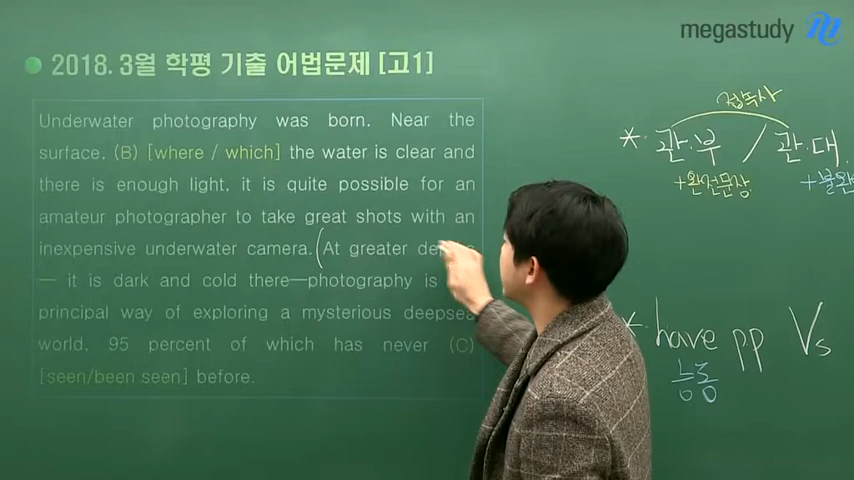 megastudy
2018. 3월 학평 기출 어법문제 [고1]
Underwater photography was born. Near the
surface, (B) [where / which] the water is clear and
there is enough light, it is quite possible for an
amateur photographer to take great shots with an
inexpensive underwater camera. (At greater
— it is dark and cold there—photography is
principal way of exploring a mysterious deepsea
world, 95 percent of which has never (C)
[seen/been seen] before.
접속사
* 관·부 / 관·대
+완전문장 +불완
* have pp Vs
능동